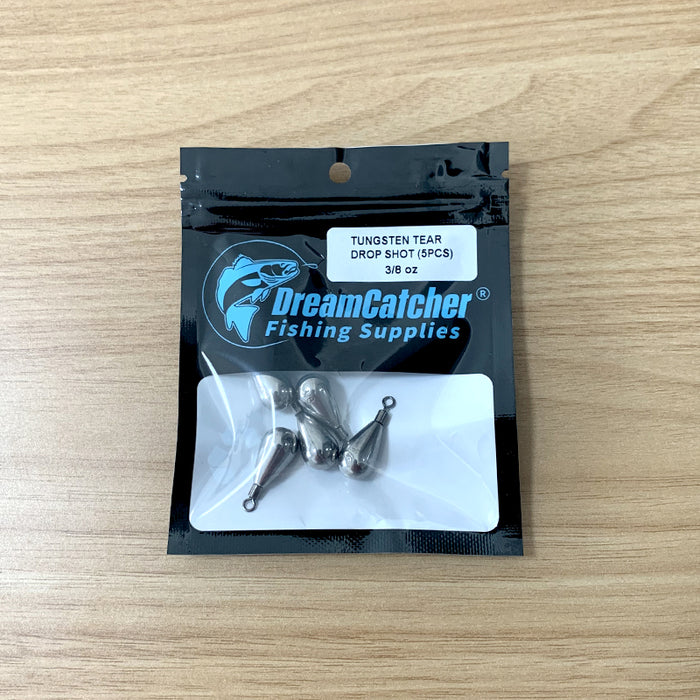 TUNGSTEN TEAR
DROP SHOT (5PCS)
3/8 oz
DreamCatcher®
Fishing Supplies